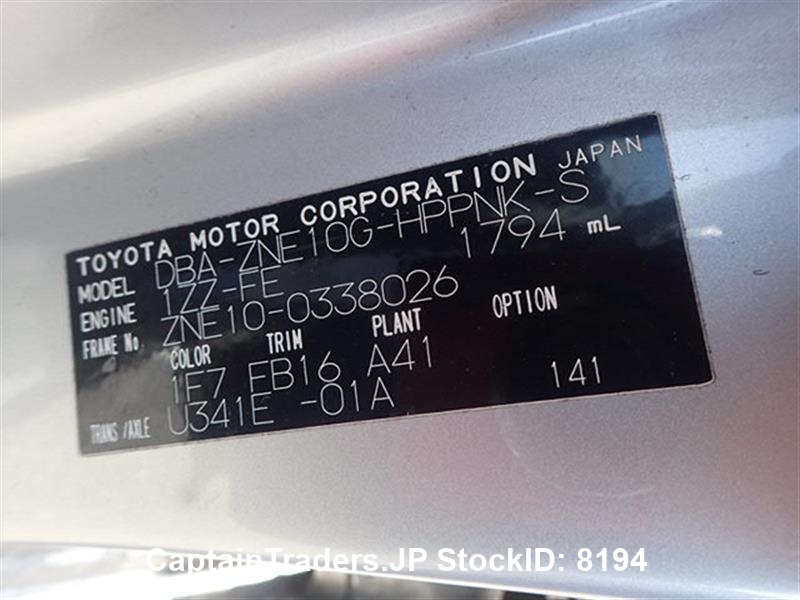 TOYOTA MOTOR CORPORATION JAPAN
MODEL DBA-ZNE10G-HPPNK-S
ENGINE 1ZZ-FE 1794 mL
FRAME No ZNE10-0338026
COLOR TRIM PLANT OPTION
1F7 FB16 A41
TRANS/AXLE U341E -01A 141
CaptainTraders.JP StockID: 8194